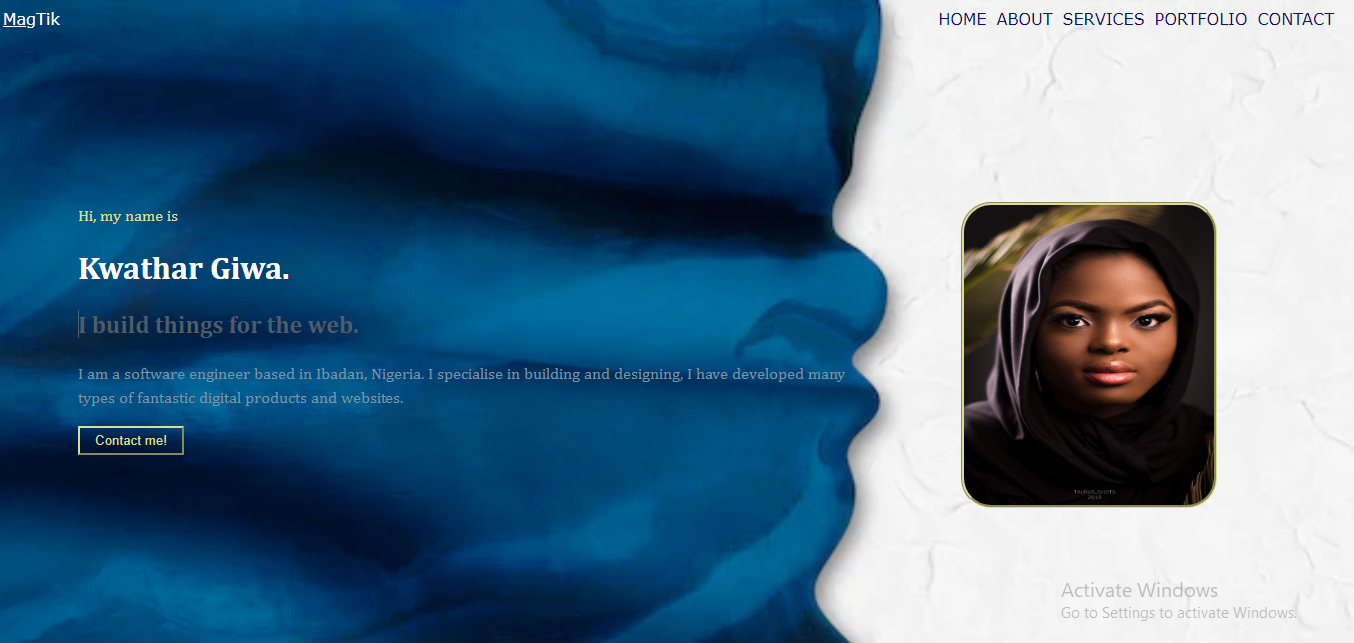 MagTik
HOME ABOUT SERVICES PORTFOLIO CONTACT
Hi, my name is
Kwathar Giwa.
I build things for the web.
I am a software engineer based in Ibadan, Nigeria. I specialise in building and designing, I have developed many
types of fantastic digital products and websites.
Contact me!
TAURUS_SHOTS
2019
Activate Windows
Go to Settings to activate Windows.